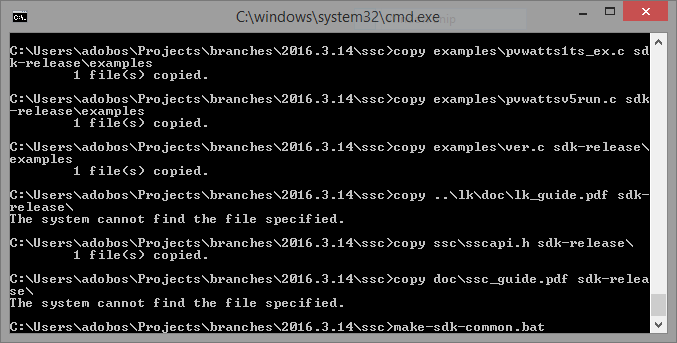 C:\windows\system32\cmd.exe
C:\Users\adobos\Projects\branches\2016.3.14\ssc>copy examples\pvwatts1ts_ex.c sd
k-release\examples
1 file(s) copied.
C:\Users\adobos\Projects\branches\2016.3.14\ssc>copy examples\pvwattsv5run.c sdk
-release\examples
1 file(s) copied.
C:\Users\adobos\Projects\branches\2016.3.14\ssc>copy examples\ver.c sdk-release\
examples
1 file(s) copied.
C:\Users\adobos\Projects\branches\2016.3.14\ssc>copy ..\lk\doc\lk_guide.pdf sdk-
release\
The system cannot find the file specified.
C:\Users\adobos\Projects\branches\2016.3.14\ssc>copy ssc\sscapi.h sdk-release\
1 file(s) copied.
C:\Users\adobos\Projects\branches\2016.3.14\ssc>copy doc\ssc_guide.pdf sdk-relea
se\
The system cannot find the file specified.
C:\Users\adobos\Projects\branches\2016.3.14\ssc>make-sdk-common.bat